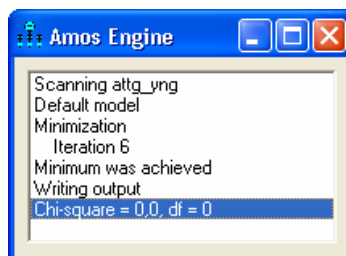 Amos Engine
Scanning attg_yng
Default model
Minimization
Iteration 6
Minimum was achieved
Writing output
Chi-square = 0,0, df = 0